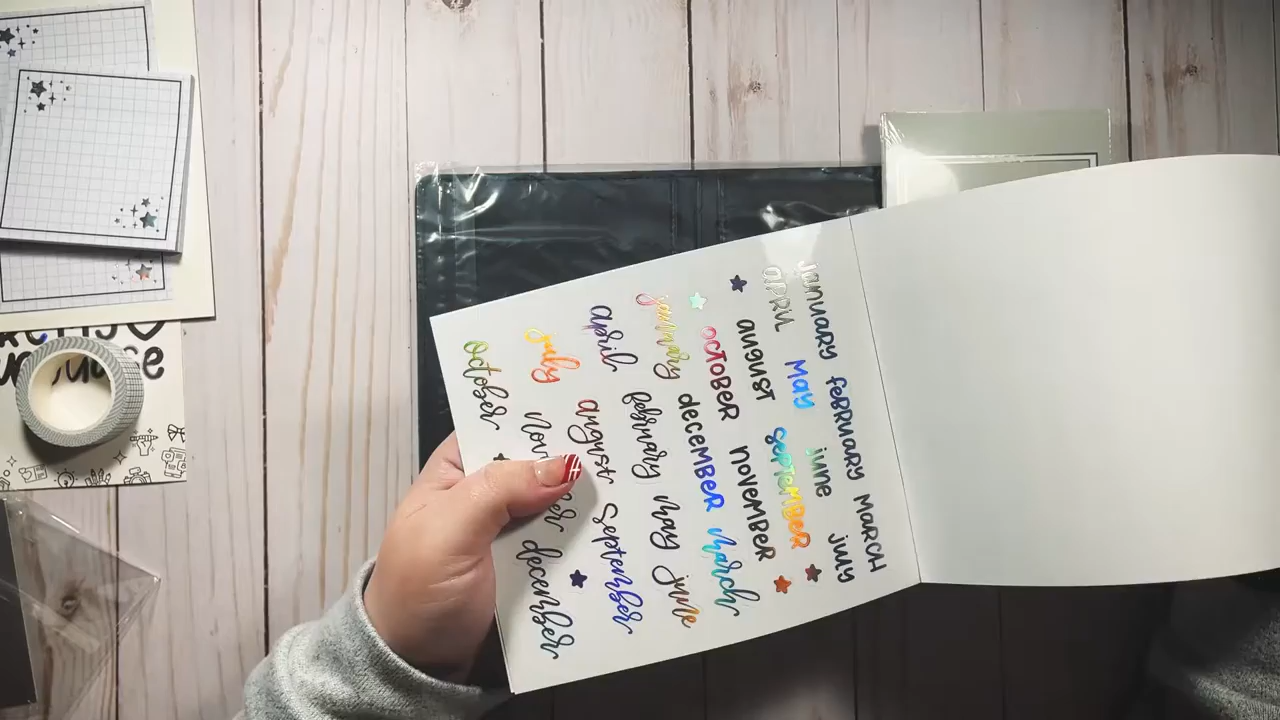 January February March
April May June July
August September
October November
December March
January February May June
April August September
July November December
October